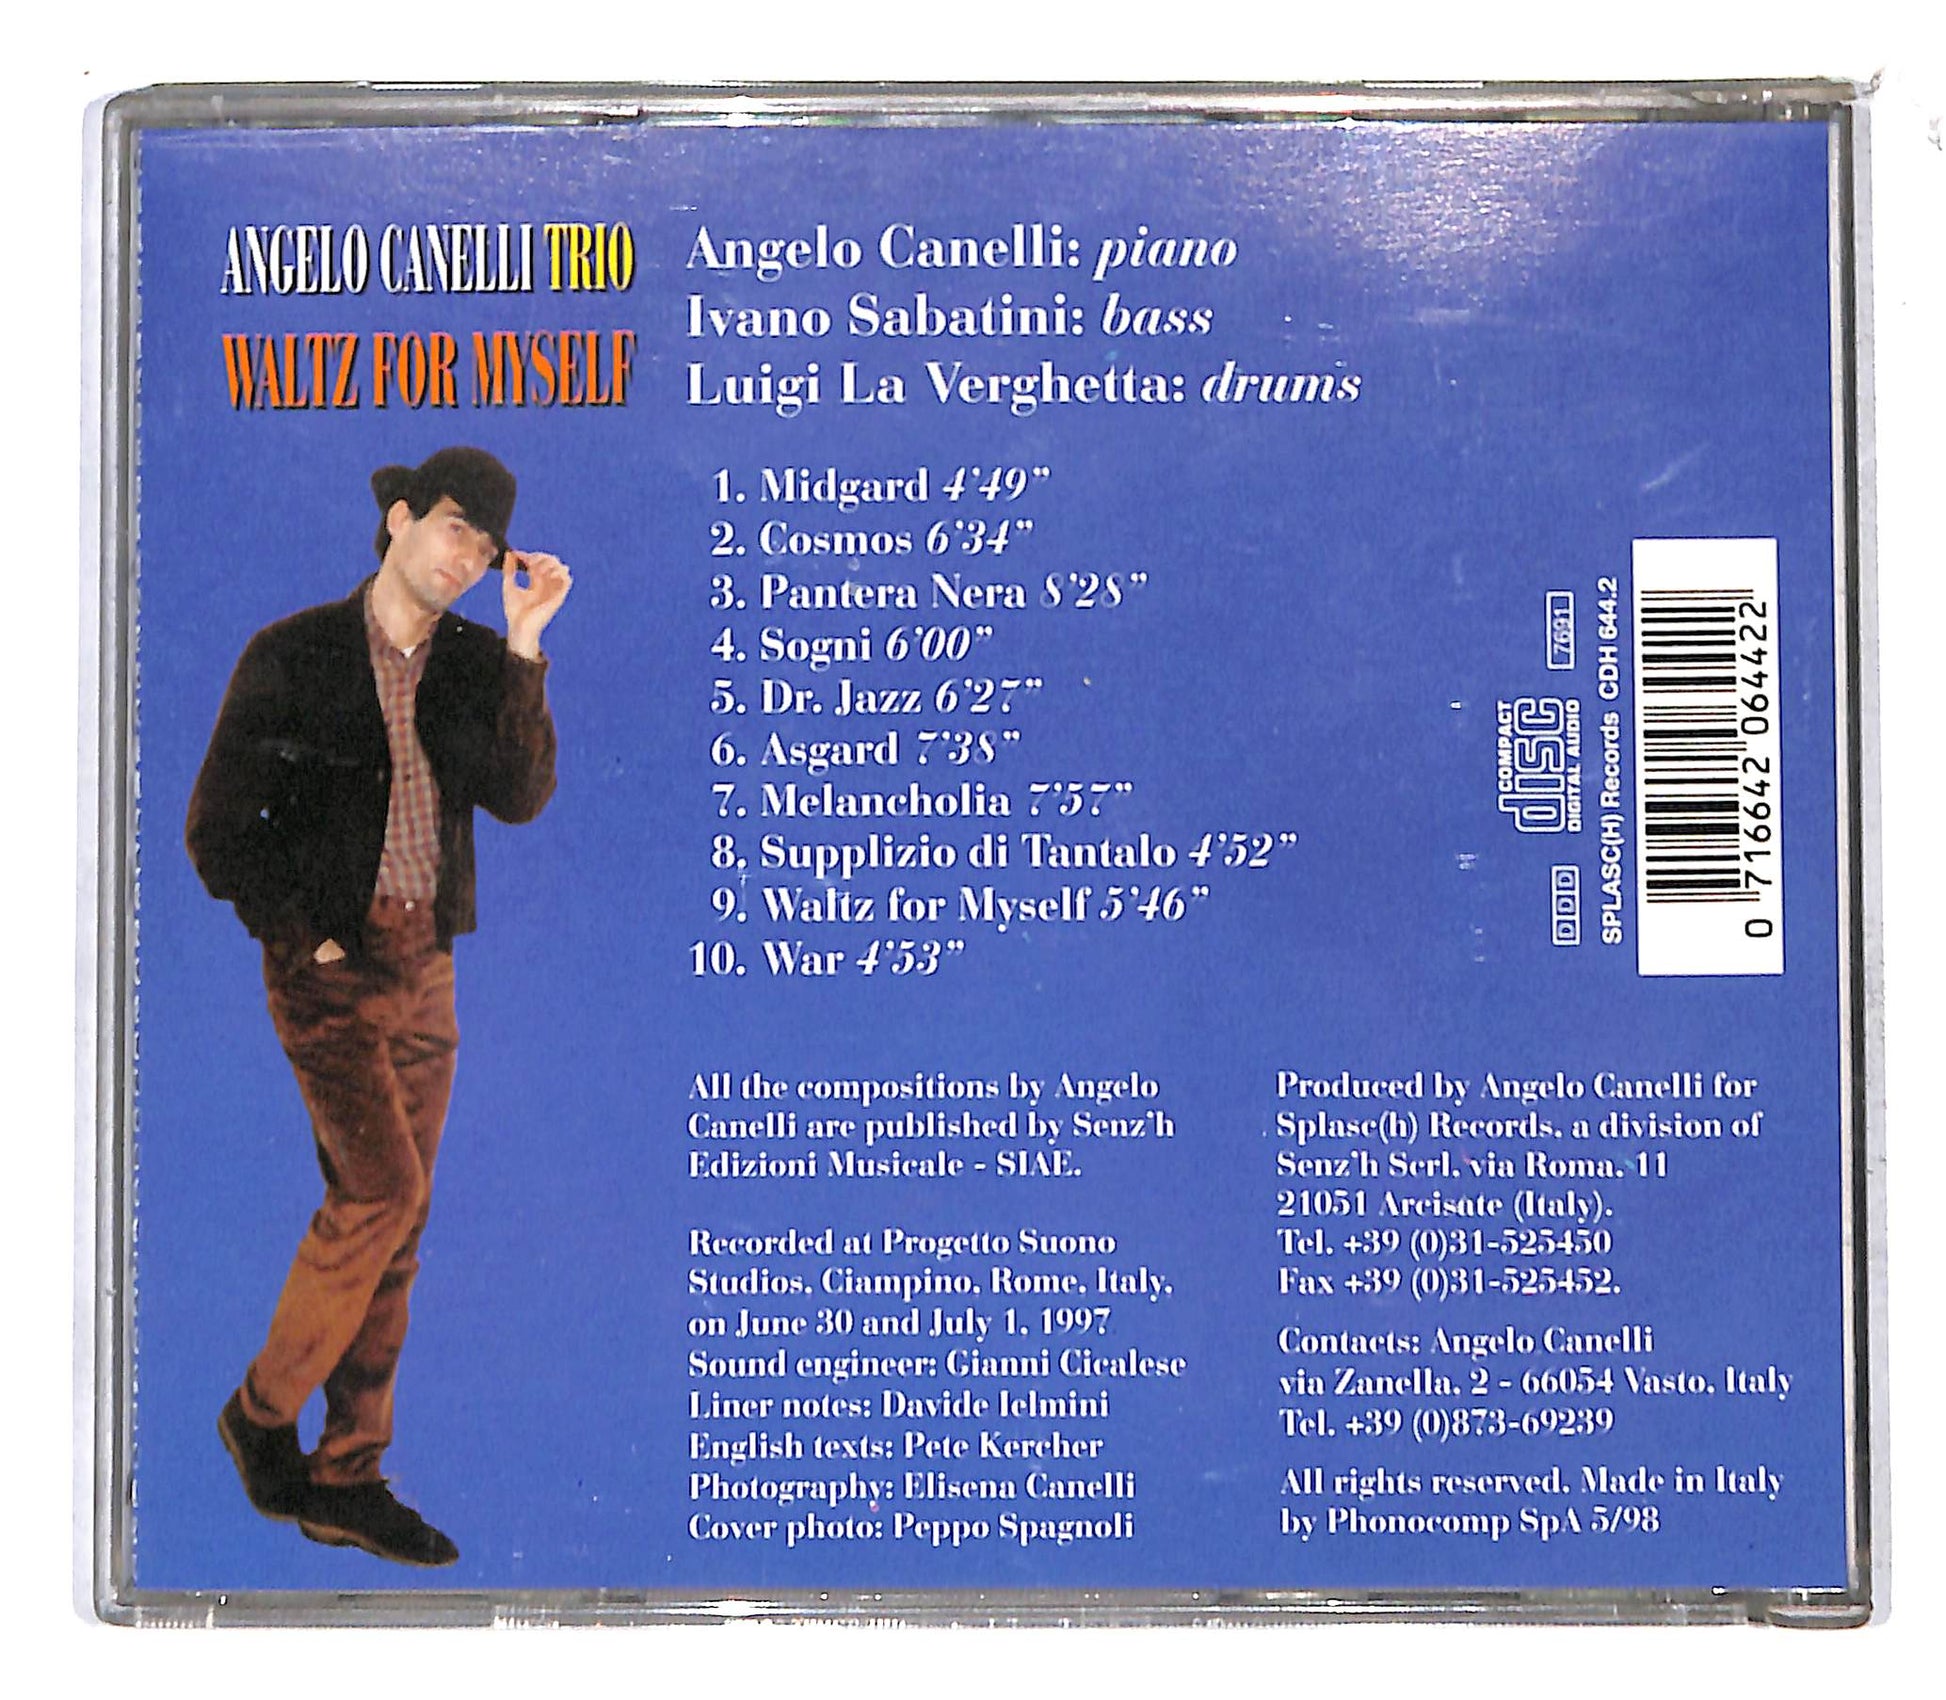 ANGELO CANELLI TRIO
WALTZ FOR MYSELF
Angelo Canelli: piano
Ivano Sabatini: bass
Luigi La Verghetta: drums
1. Midgard 4'49"
2. Cosmos 6'34"
3. Pantera Nera 8'28"
4. Sogni 6'00"
5. Dr. Jazz 6'27"
6. Asgard 7'38"
7. Melancholia 7'57"
8. Supplizio di Tantalo 4'52"
9. Waltz for Myself 5'46"
10. War 4'53"
All the compositions by Angelo
Canelli are published by Senz'h
Edizioni Musicale - SIAE.
Recorded at Progetto Suono
Studios, Ciampino, Rome, Italy,
on June 30 and July 1, 1997
Sound engineer: Gianni Cicalese
Liner notes: Davide Ielmini
English texts: Pete Kercher
Photography: Elisena Canelli
Cover photo: Peppo Spagnoli
Produced by Angelo Canelli for
Splasc(h) Records, a division of
Senz'h Scrl, via Roma, 11
21051 Arcisate (Italy).
Tel. +39 (0)31-525450
Fax +39 (0)31-525452.
Contacts: Angelo Canelli
via Zanella, 2 - 66054 Vasto, Italy
Tel. +39 (0)873-69239
All rights reserved. Made in Italy
by Phonocomp SpA 5/98
DDD
COMPACT
disc
DIGITAL AUDIO
7691
SPLASC(H) Records CDH 644.2
0 716642 064422